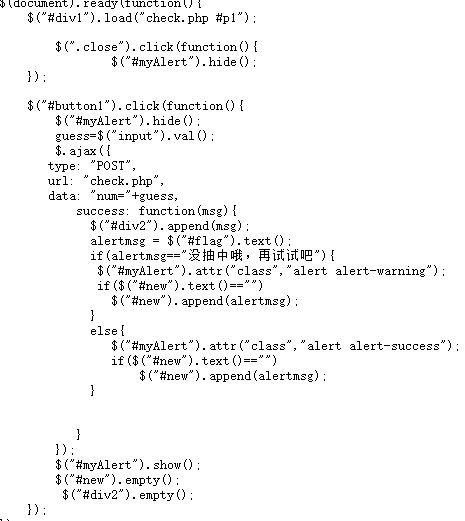 $(document).ready(function(){
$("#div1").load("check.php #p1");
$(".close").click(function(){
$("#myAlert").hide();
});
$("#button1").click(function(){
$("#myAlert").hide();
guess=$("input").val();
$.ajax({
type: "POST",
url: "check.php",
data: "num="+guess,
success: function(msg){
$("#div2").append(msg);
alertmsg = $("#flag").text();
if(alertmsg=="没抽中哦，再试试吧"){
$("#myAlert").attr("class","alert alert-warning");
if($("#new").text()=="")
$("#new").append(alertmsg);
}
else{
$("#myAlert").attr("class","alert alert-success");
if($("#new").text()=="")
$("#new").append(alertmsg);
}
}
});
$("#myAlert").show();
$("#new").empty();
$("#div2").empty();
});